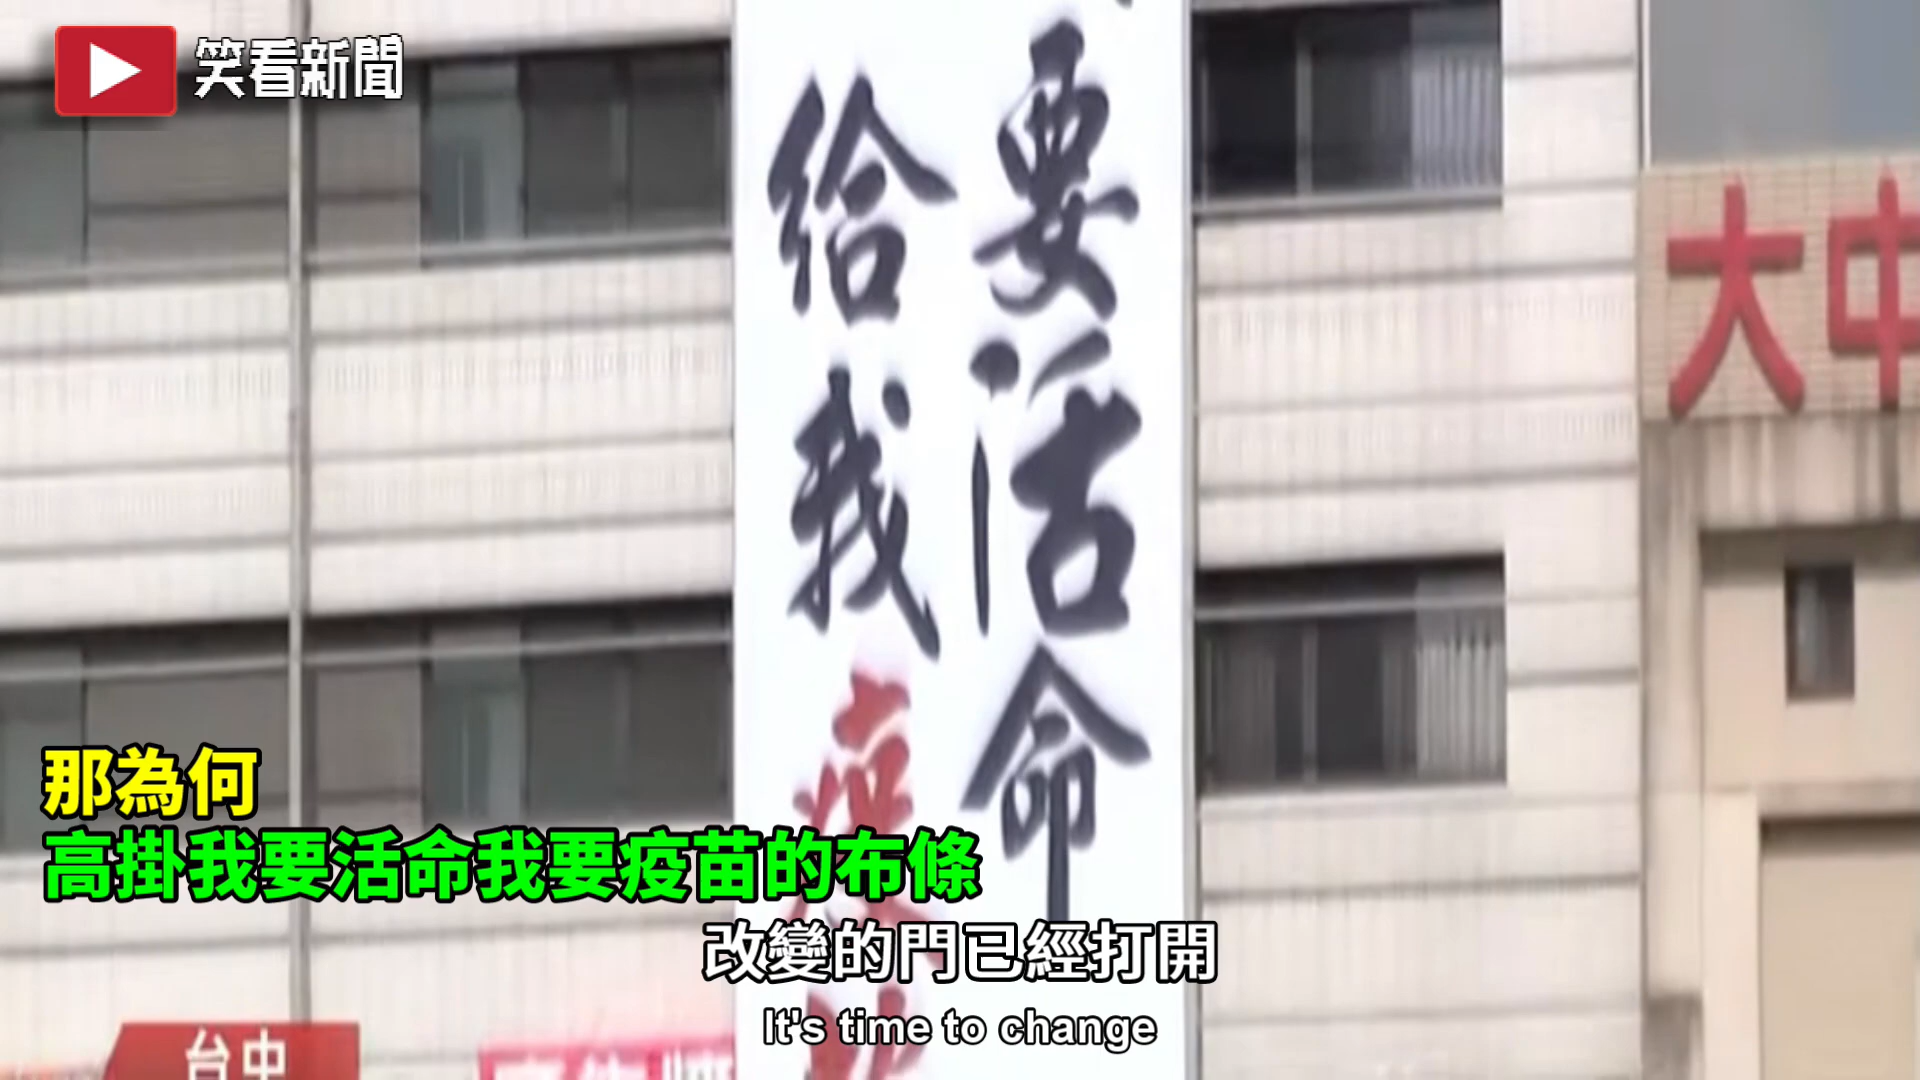 笑看新聞
要活命
給我疫苗
大中
那為何
高掛我要活命我要疫苗的布條
改變的門已經打開
It's time to change
台中